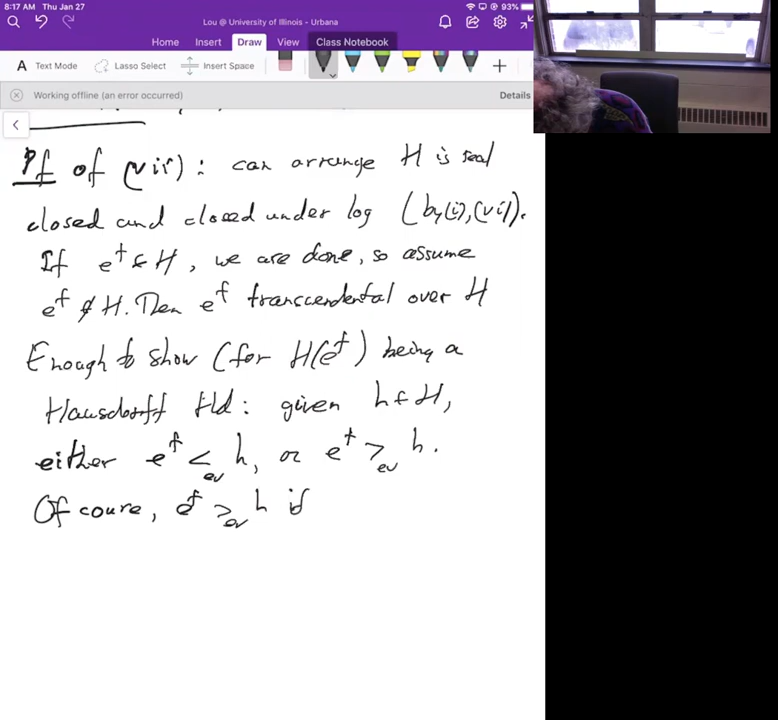 8:17 AM Thu Jan 27
93%
Lou @ University of Illinois - Urbana
Home Insert Draw View Class Notebook
A Text Mode Lasso Select Insert Space
Working offline (an error occurred) Details
Pf of (vii): can arrange H is real
closed and closed under log (by (i), (vi)).
If e^f ∈ H, we are done, so assume
e^f ∉ H. Then e^f transcendental over H
Enough to show (for H(e^f) being a
Hausdorff fld: given h ∈ H,
either e^f <_ev h, or e^f >_ev h.
Of coure, e^f >_ev h if